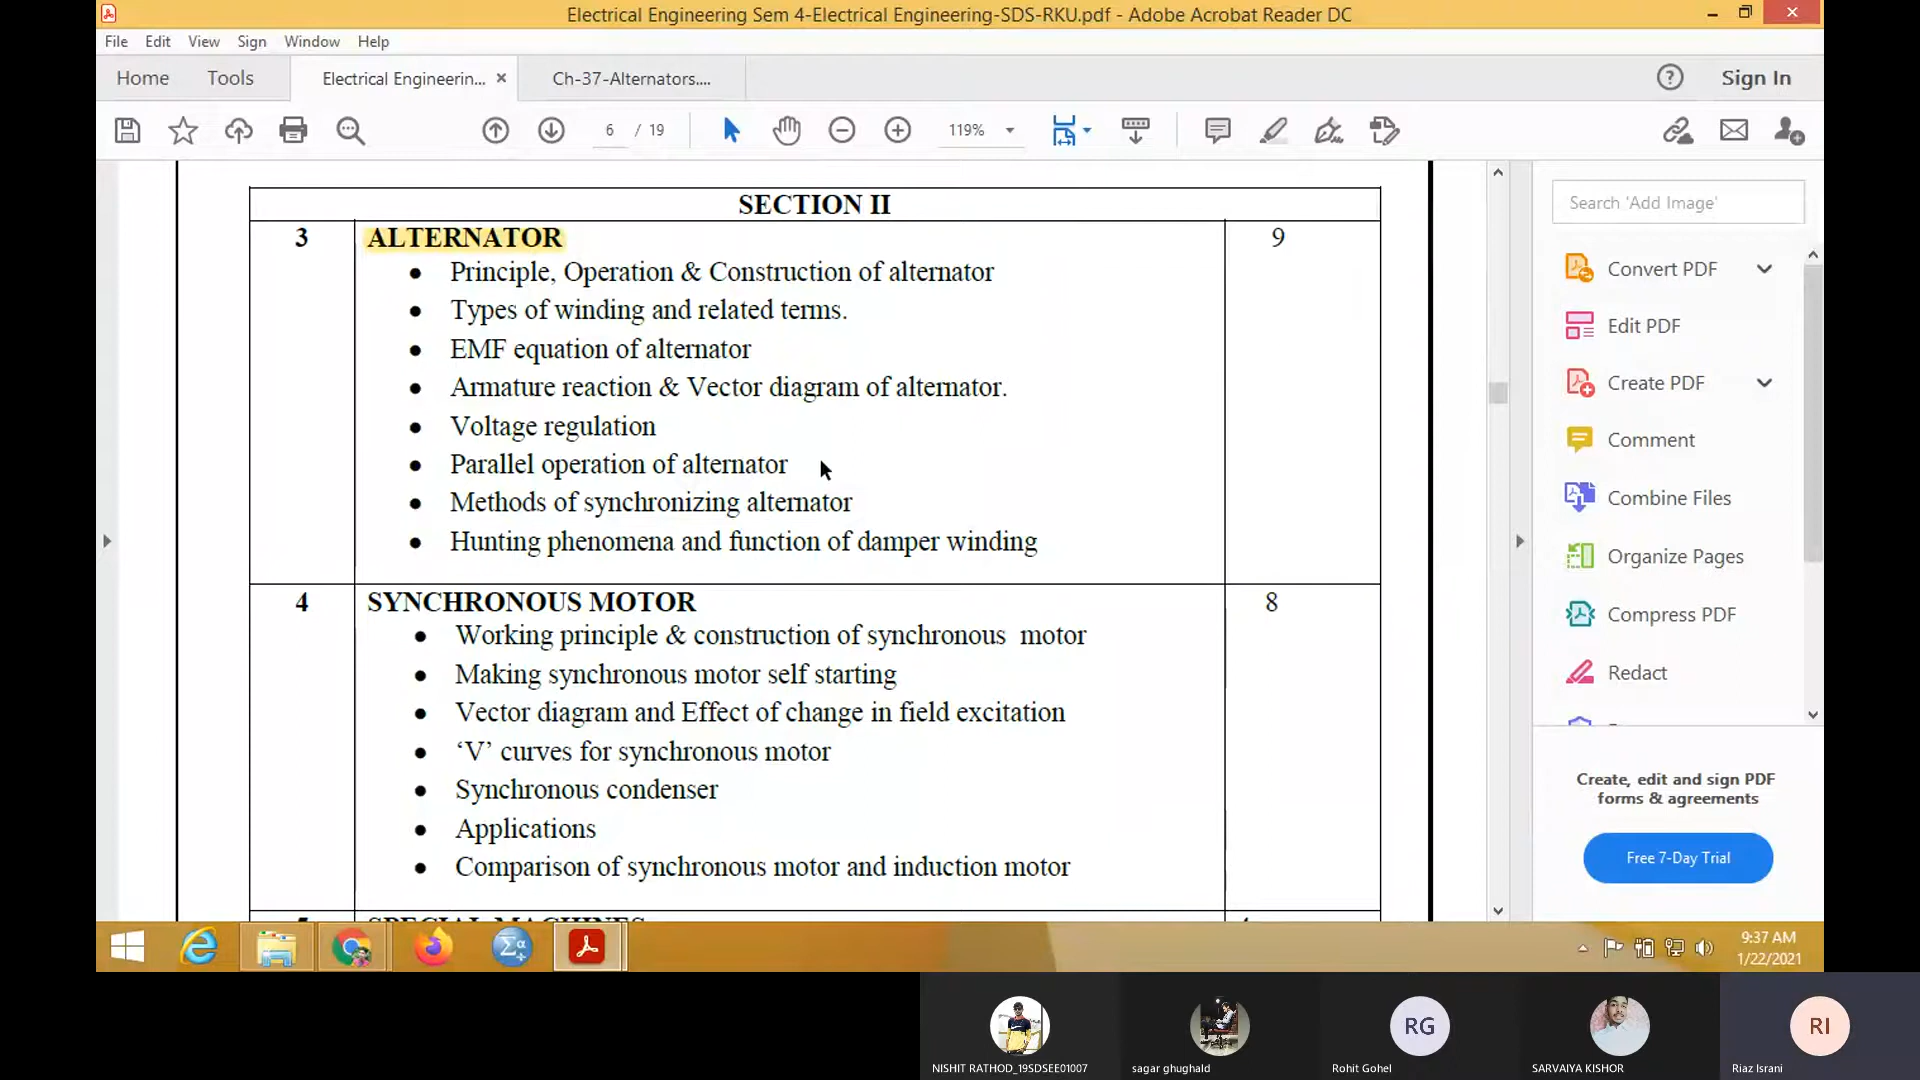 Electrical Engineering Sem 4-Electrical Engineering-SDS-RKU.pdf - Adobe Acrobat Reader DC
File Edit View Sign Window Help
Home Tools Electrical Engineerin... × Ch-37-Alternators.... Sign In
6 / 19 119%
SECTION II
3 ALTERNATOR 9
• Principle, Operation & Construction of alternator
• Types of winding and related terms.
• EMF equation of alternator
• Armature reaction & Vector diagram of alternator.
• Voltage regulation
• Parallel operation of alternator
• Methods of synchronizing alternator
• Hunting phenomena and function of damper winding
4 SYNCHRONOUS MOTOR 8
• Working principle & construction of synchronous motor
• Making synchronous motor self starting
• Vector diagram and Effect of change in field excitation
• ‘V’ curves for synchronous motor
• Synchronous condenser
• Applications
• Comparison of synchronous motor and induction motor
5 SPECIAL MACHINES
Search 'Add Image'
Convert PDF
Edit PDF
Create PDF
Comment
Combine Files
Organize Pages
Compress PDF
Redact
Create, edit and sign PDF
forms & agreements
Free 7-Day Trial
9:37 AM
1/22/2021
RG RI
NISHIT RATHOD_19SDSEE01007 sagar ghughald Rohit Gohel SARVAIYA KISHOR Riaz Israni